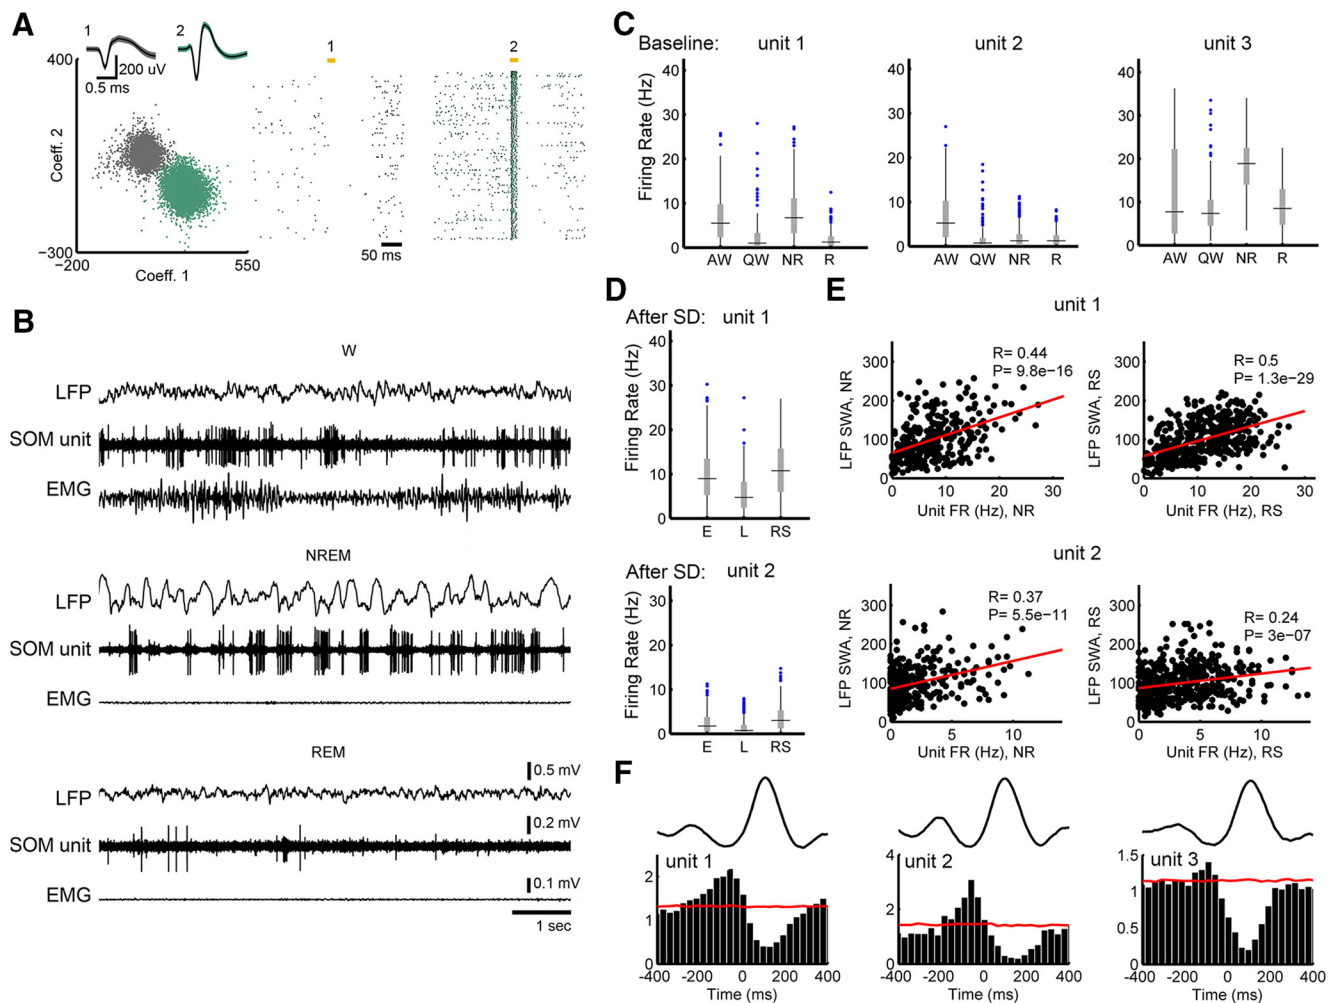 A
1
2
200 uV
0.5 ms
400
Coeff. 2
−300
−200
550
Coeff. 1
1
2
50 ms
B
W
LFP
SOM unit
EMG
NREM
LFP
SOM unit
EMG
REM
LFP
0.5 mV
SOM unit
0.2 mV
EMG
0.1 mV
1 sec
C
Baseline: unit 1
unit 2
unit 3
Firing Rate (Hz)
40
30
20
10
0
AW QW NR R
40
30
20
10
0
AW QW NR R
40
30
20
10
0
AW QW NR R
D
After SD: unit 1
Firing Rate (Hz)
40
30
20
10
0
E L RS
After SD: unit 2
Firing Rate (Hz)
30
20
10
0
E L RS
E
unit 1
LFP SWA, NR
300
200
100
0
R= 0.44
P= 9.8e−16
0 10 20 30
Unit FR (Hz), NR
LFP SWA, RS
300
200
100
0
R= 0.5
P= 1.3e−29
0 10 20 30
Unit FR (Hz), RS
unit 2
LFP SWA, NR
300
200
100
0
R= 0.37
P= 5.5e−11
0 5 10
Unit FR (Hz), NR
LFP SWA, RS
300
200
100
0
R= 0.24
P= 3e−07
0 5 10
Unit FR (Hz), RS
F
unit 1
2
1
0
-400 -200 0 200 400
Time (ms)
unit 2
4
2
0
-400 -200 0 200 400
Time (ms)
unit 3
1.5
1
0.5
0
-400 -200 0 200 400
Time (ms)